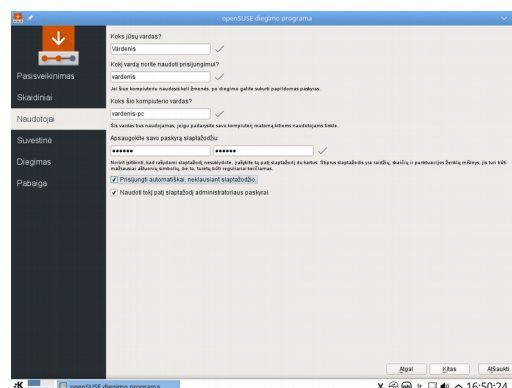 openSUSE diegimo programa
Pasisveikinimas
Skaidiniai
Naudotojai
Suvestinė
Diegimas
Pabaiga
Koks jūsų vardas?
Vardenis
Kokį vardą norite naudoti prisijungimui?
vardenis
Jei šiuo kompiuteriu naudosis keli žmonės, po diegimo galite sukurti papildomas paskyras.
Koks šio kompiuterio vardas?
vardenis-pc
Šis vardas bus naudojamas, jeigu padarysite savo kompiuterį matomą kitiems naudotojams tinkle.
Apsaugokite savo paskyrą slaptažodžiu
●●●●●● ●●●●●●
Norint įsitikinti, kad rašydami slaptažodį nesuklydote, įrašykite tą patį slaptažodį du kartus. Stiprus slaptažodis yra raidžių, skaičių ir punktuacijos ženklų mišinys, jis turi būti
mažiausiai aštuonių simbolių, be to, turėtų būti reguliariai keičiamas.
Prisijungti automatiškai, neklausiant slaptažodžio.
Naudoti tokį patį slaptažodį administratoriaus paskyrai.
Atgal Kitas Atšaukti
openSUSE diegimo programa lt 16:50:24